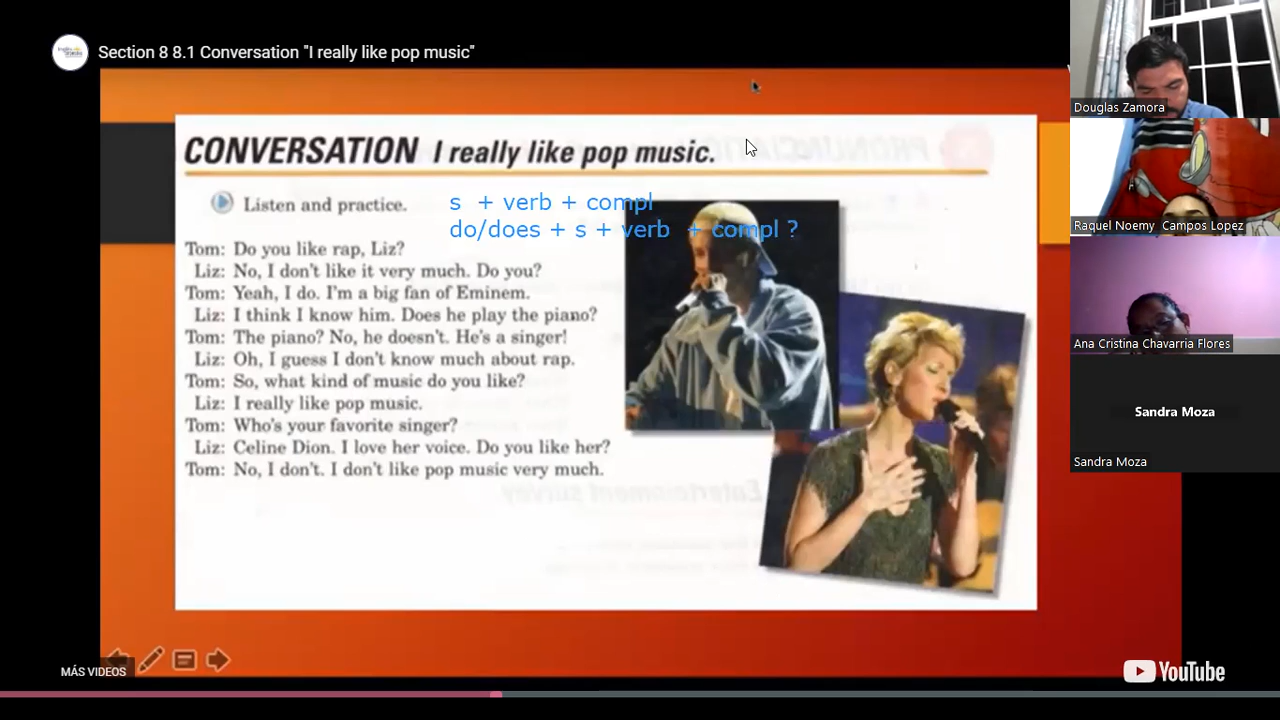 Section 8 8.1 Conversation "I really like pop music"
CONVERSATION I really like pop music.
Listen and practice.
s + verb + compl
do/does + s + verb + compl ?
Tom: Do you like rap, Liz?
Liz: No, I don't like it very much. Do you?
Tom: Yeah, I do. I'm a big fan of Eminem.
Liz: I think I know him. Does he play the piano?
Tom: The piano? No, he doesn't. He's a singer!
Liz: Oh, I guess I don't know much about rap.
Tom: So, what kind of music do you like?
Liz: I really like pop music.
Tom: Who's your favorite singer?
Liz: Celine Dion. I love her voice. Do you like her?
Tom: No, I don't. I don't like pop music very much.
MÁS VIDEOS
YouTube
Douglas Zamora
Raquel Noemy Campos Lopez
Ana Cristina Chavarria Flores
Sandra Moza
Sandra Moza